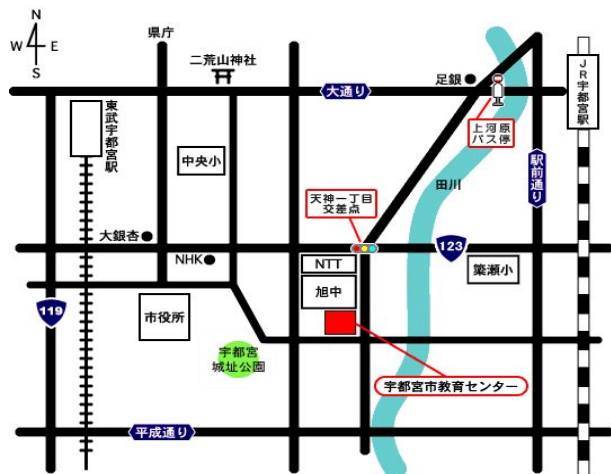 N
W E
S
県庁
二荒山神社
足銀
JR宇都宮駅
大通り
東武宇都宮駅
中央小
上河原
バス停
駅前通り
田川
天神一丁目
交差点
大銀杏
123
NHK
NTT
簗瀬小
旭中
119
市役所
宇都宮
城址公園
宇都宮市教育センター
平成通り